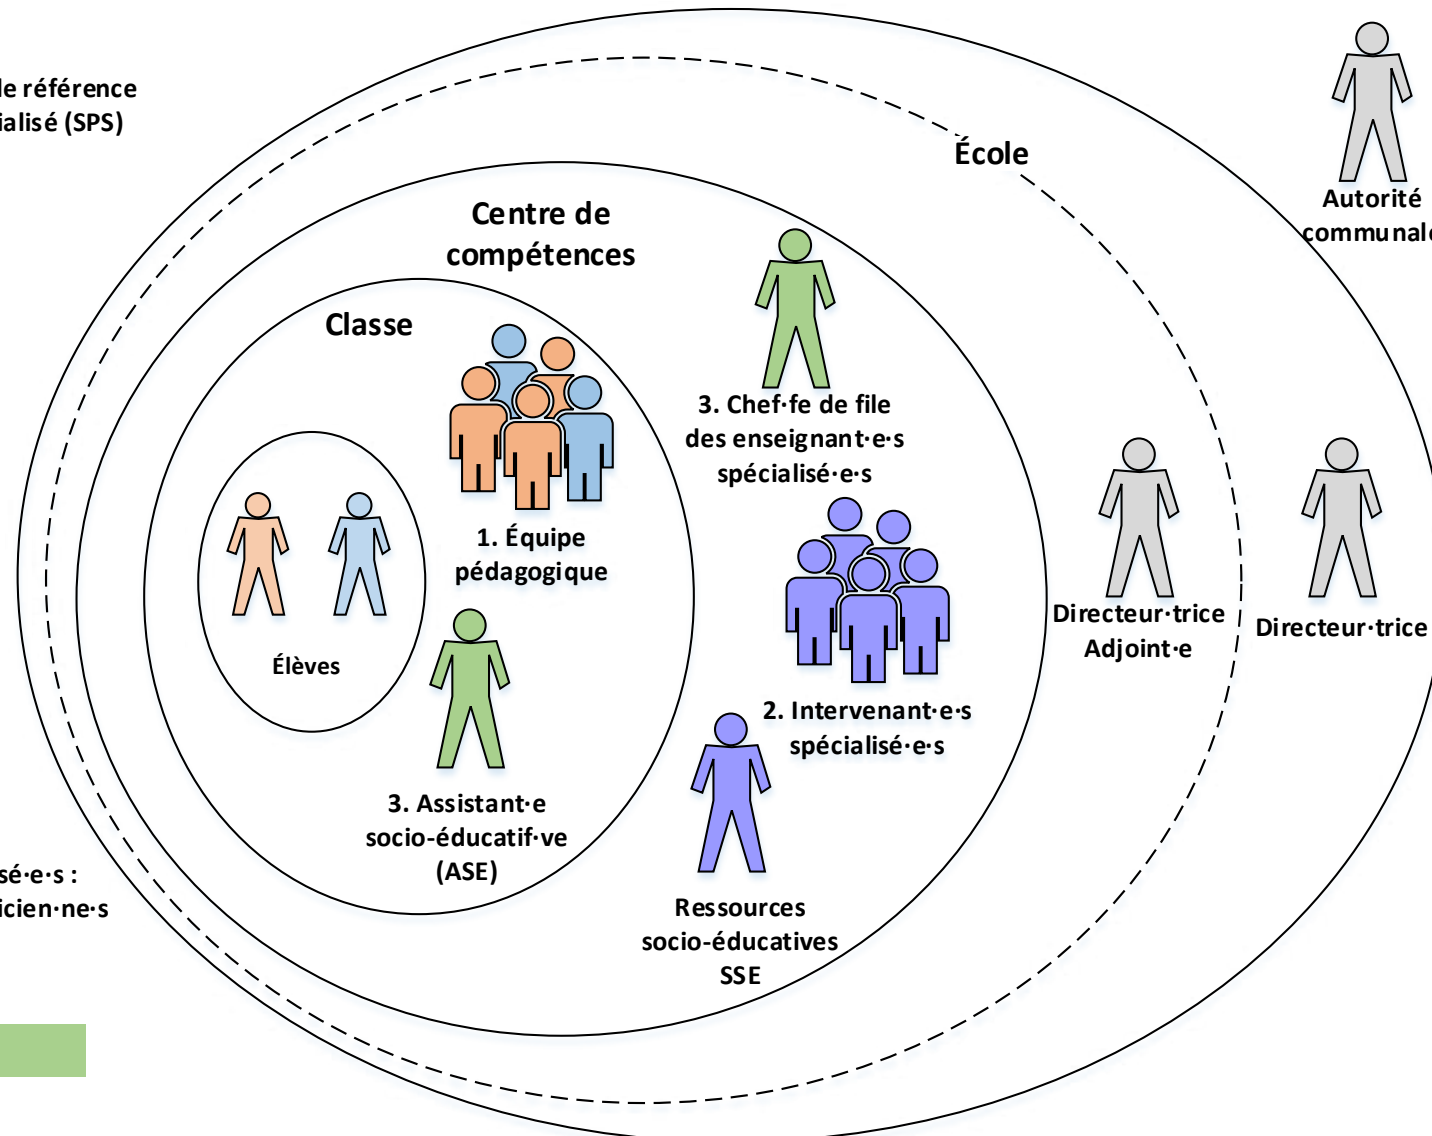 de référence
ialisé (SPS)
École
Autorité
communale
Centre de
compétences
Classe
3. Chef·fe de file
des enseignant·e·s
spécialisé·e·s
1. Équipe
pédagogique
Directeur·trice
Adjoint·e
Directeur·trice
Élèves
2. Intervenant·e·s
spécialisé·e·s
3. Assistant·e
socio-éducatif·ve
(ASE)
sé·e·s :
icien·ne·s
Ressources
socio-éducatives
SSE